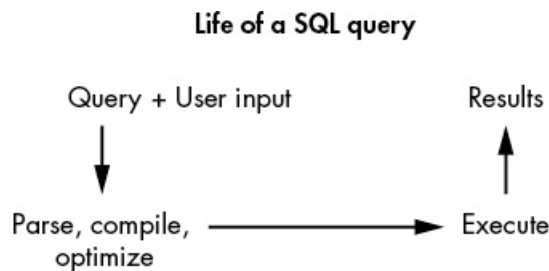 Life of a SQL query
Query + User input
Results
Parse, compile,
optimize
Execute